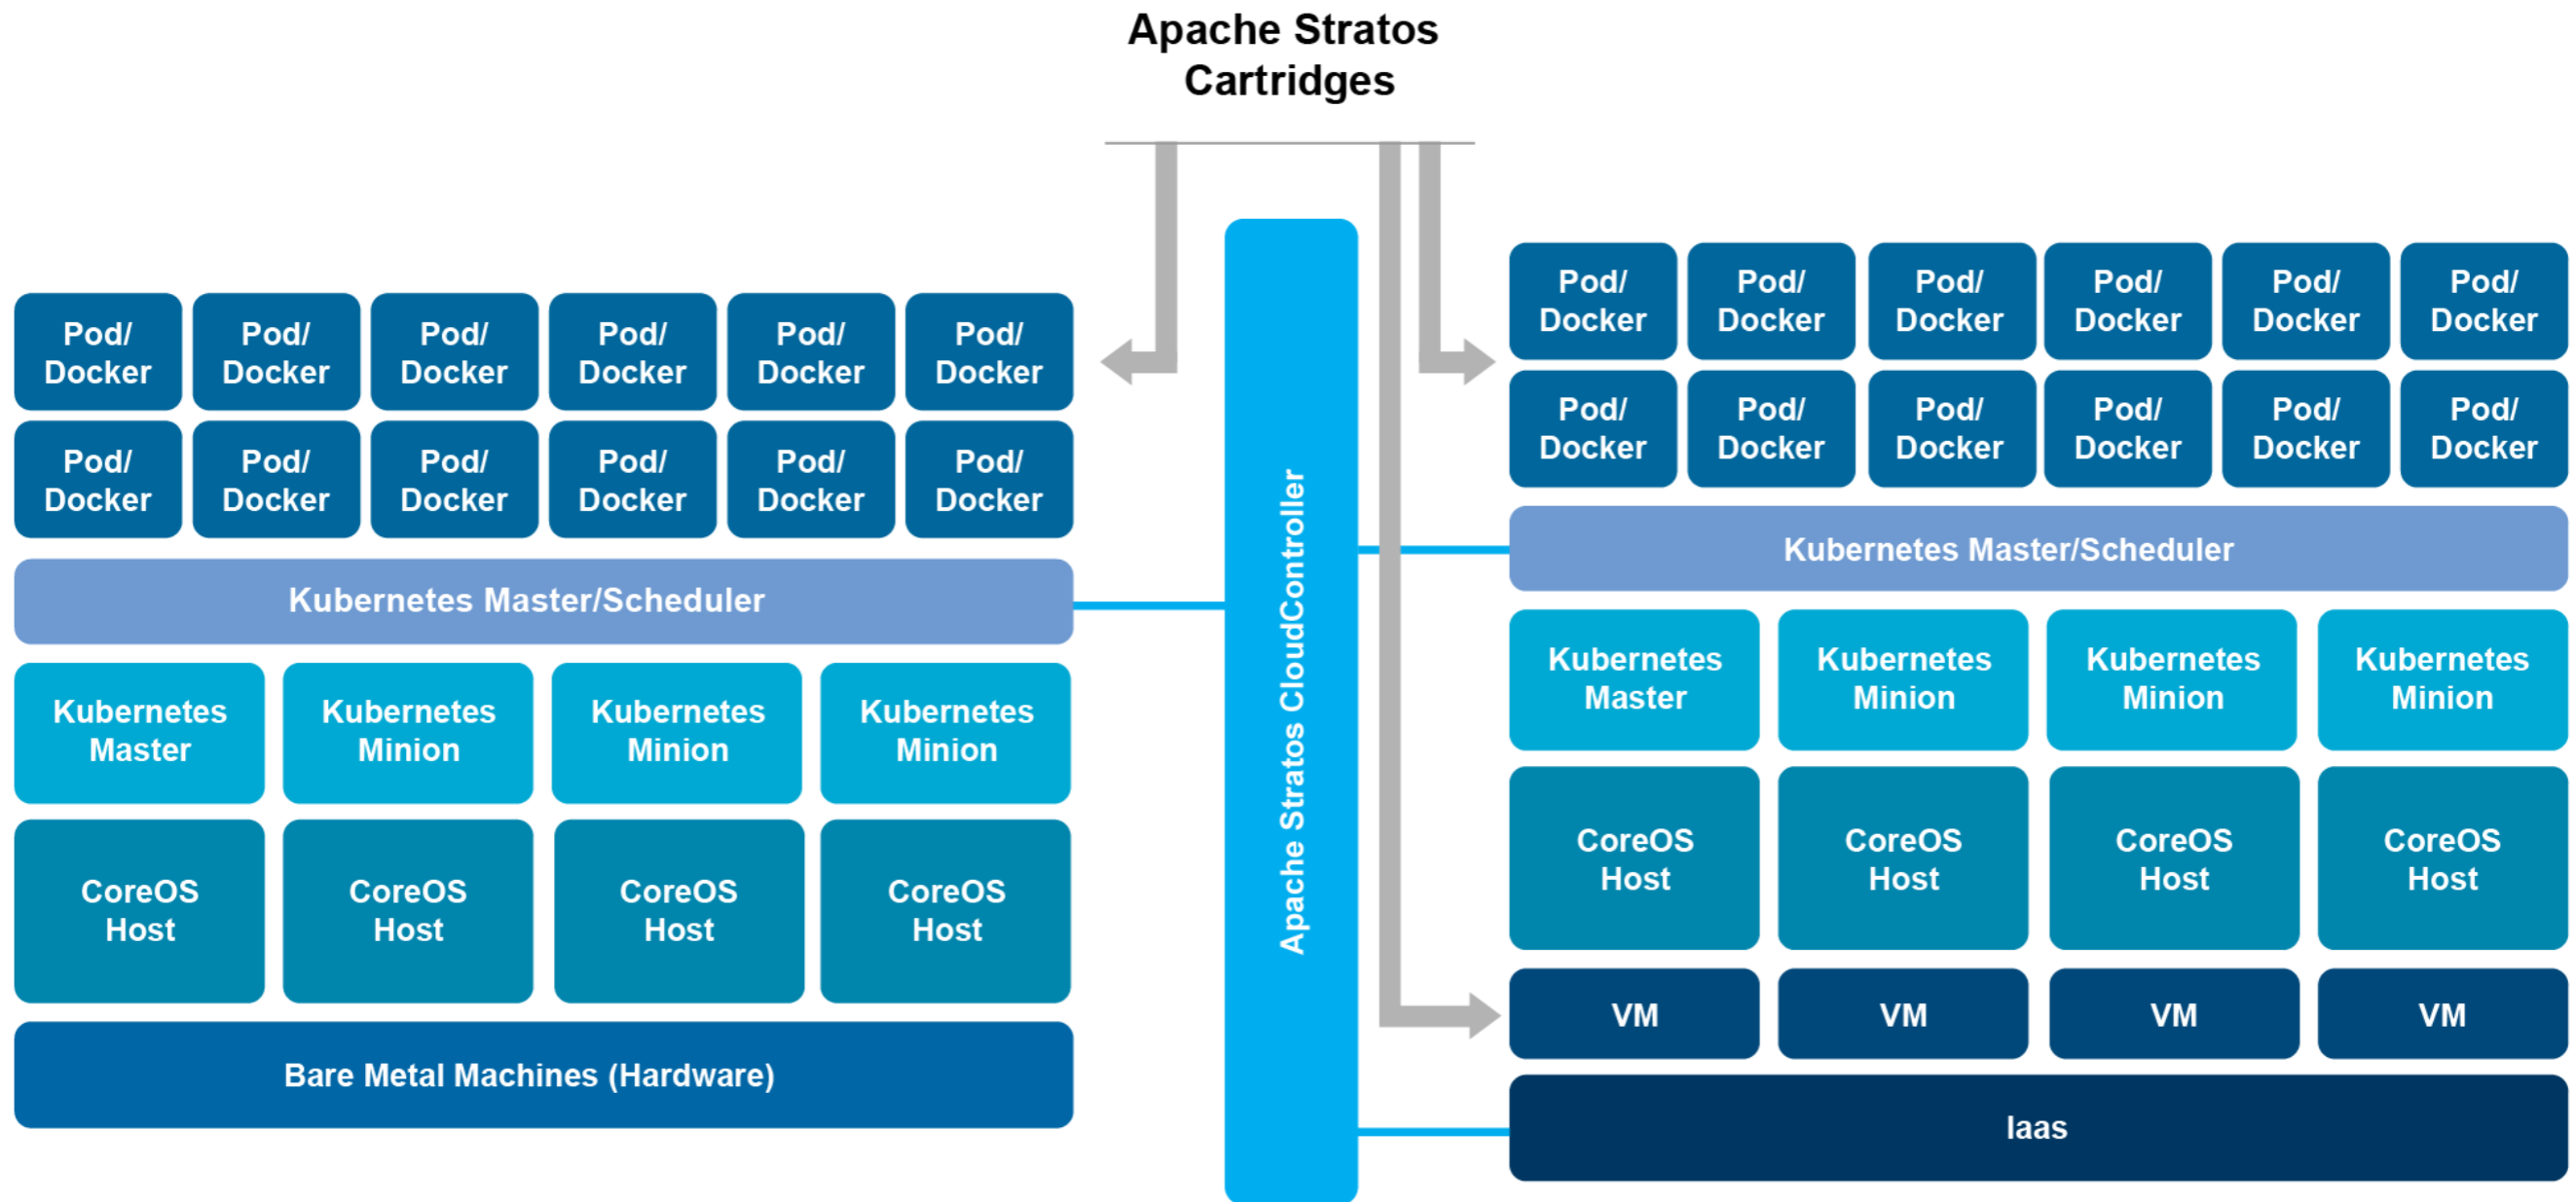 Apache Stratos
Cartridges
Pod/
Docker
Pod/
Docker
Pod/
Docker
Pod/
Docker
Pod/
Docker
Pod/
Docker
Pod/
Docker
Pod/
Docker
Pod/
Docker
Pod/
Docker
Pod/
Docker
Pod/
Docker
Kubernetes Master/Scheduler
Kubernetes
Master
Kubernetes
Minion
Kubernetes
Minion
Kubernetes
Minion
CoreOS
Host
CoreOS
Host
CoreOS
Host
CoreOS
Host
Bare Metal Machines (Hardware)
Apache Stratos CloudController
Pod/
Docker
Pod/
Docker
Pod/
Docker
Pod/
Docker
Pod/
Docker
Pod/
Docker
Pod/
Docker
Pod/
Docker
Pod/
Docker
Pod/
Docker
Pod/
Docker
Pod/
Docker
Kubernetes Master/Scheduler
Kubernetes
Master
Kubernetes
Minion
Kubernetes
Minion
Kubernetes
Minion
CoreOS
Host
CoreOS
Host
CoreOS
Host
CoreOS
Host
VM
VM
VM
VM
Iaas